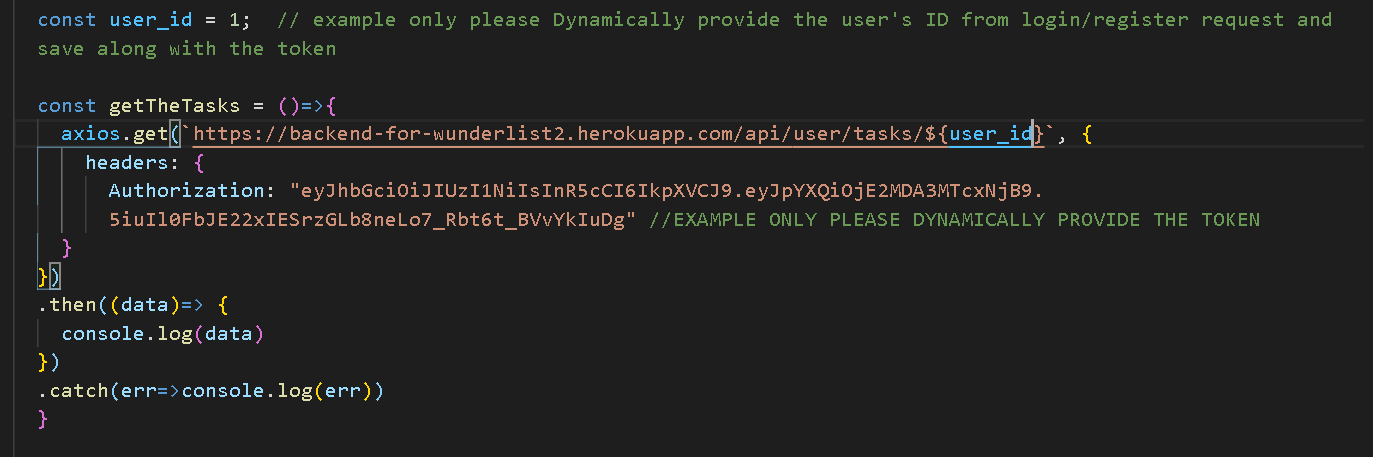 const user_id = 1;  // example only please Dynamically provide the user's ID from login/register request and
save along with the token
const getTheTasks = ()=>{
axios.get(`https://backend-for-wunderlist2.herokuapp.com/api/user/tasks/${user_id}`, {
headers: {
Authorization: "eyJhbGciOiJIUzI1NiIsInR5cCI6IkpXVCJ9.eyJpYXQiOjE2MDA3MTcxNjB9.
5iuIl0FbJE22xIESrzGLb8neLo7_Rbt6t_BVvYkIuDg" //EXAMPLE ONLY PLEASE DYNAMICALLY PROVIDE THE TOKEN
}
})
.then((data)=> {
console.log(data)
})
.catch(err=>console.log(err))
}